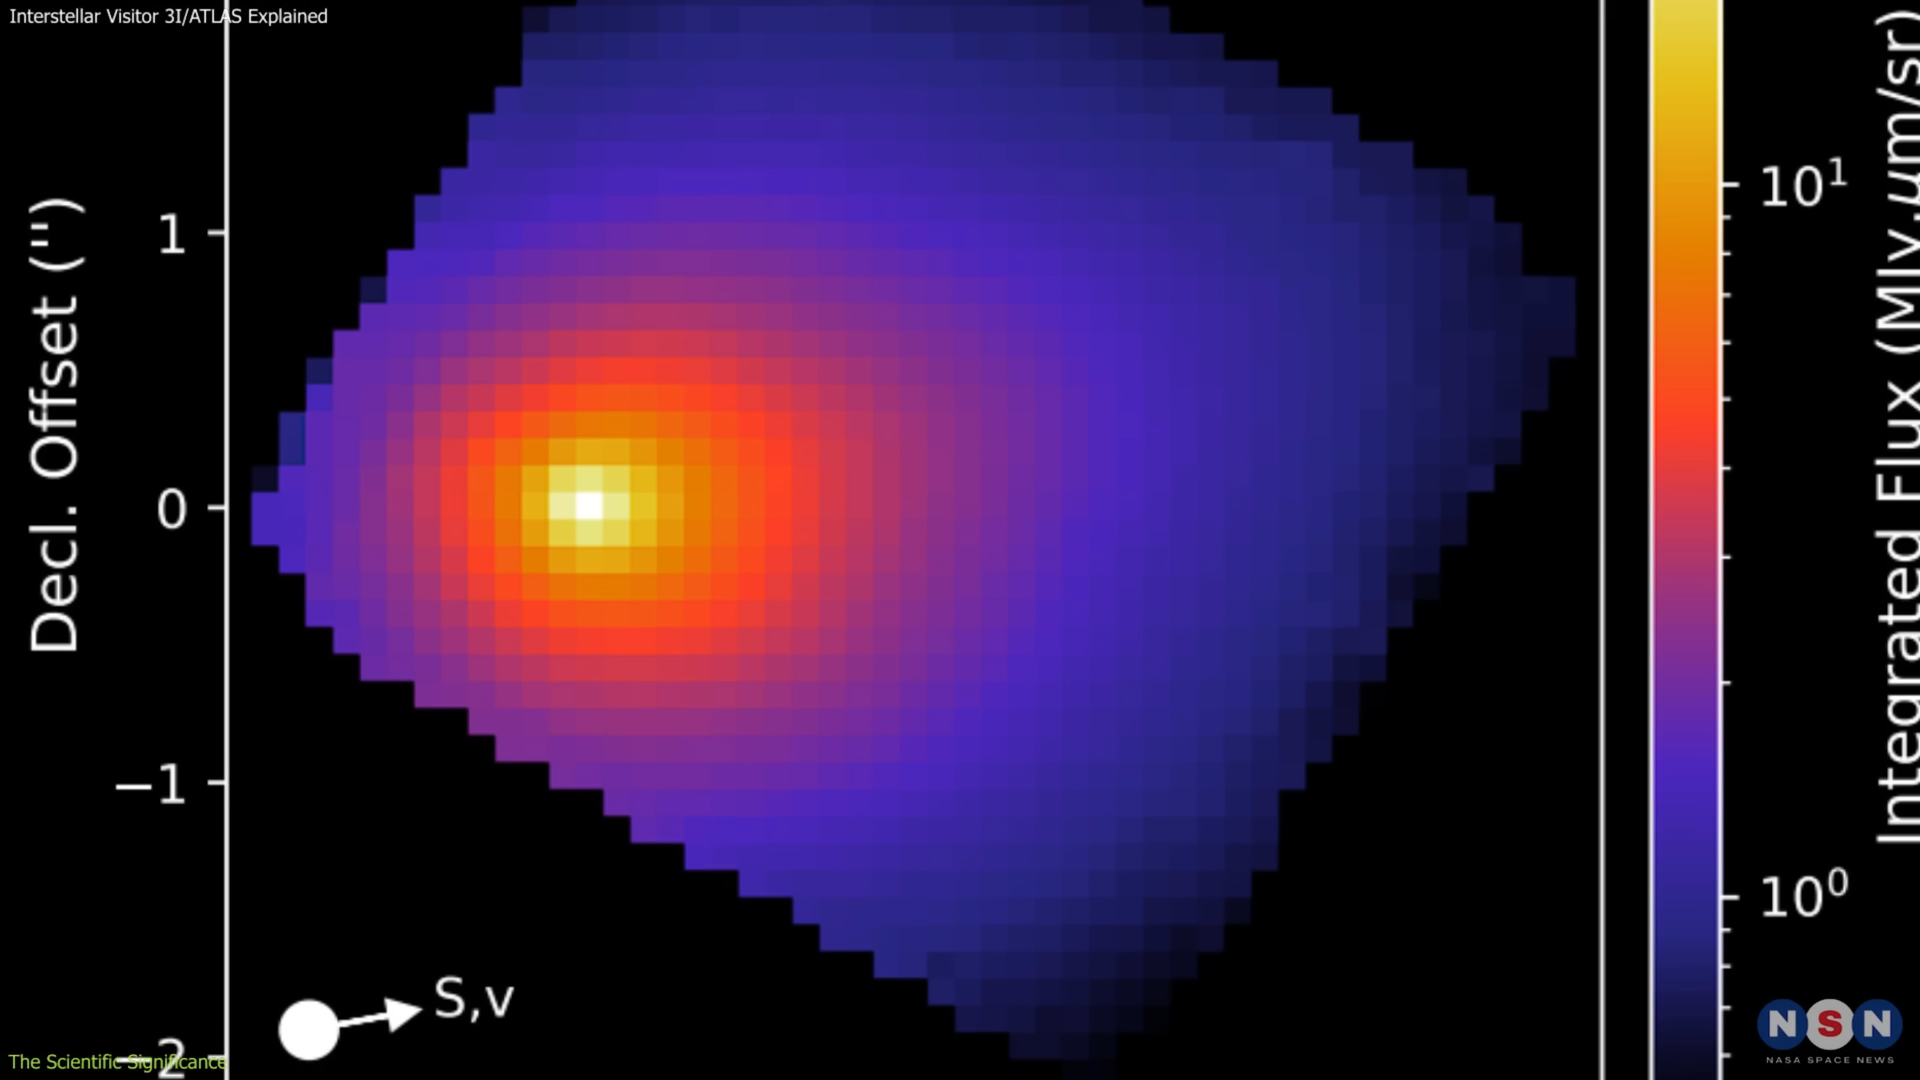 Interstellar Visitor 3I/ATLAS Explained
Decl. Offset (")
1
0
−1
−2
S,v
10¹
10⁰
Integrated Flux (MJy.μm/sr)
The Scientific Significance
NSN
NASA SPACE NEWS